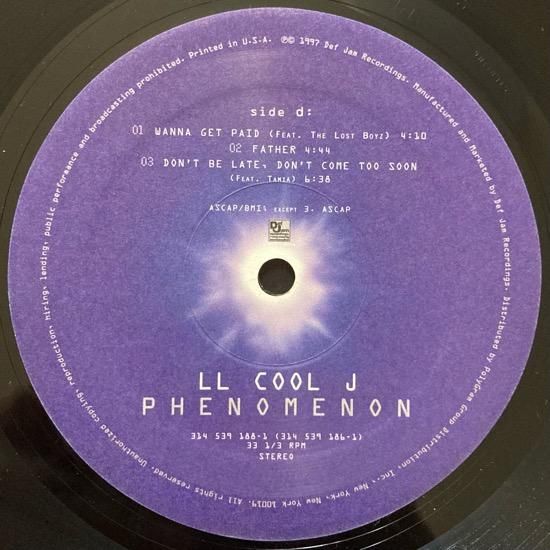 side d:
01 WANNA GET PAID (FEAT. THE LOST BOYZ) 4:10
02 FATHER 4:44
03 DON'T BE LATE, DON'T COME TOO SOON
(FEAT. TAMIA) 6:38
ASCAP/BMI; EXCEPT 3. ASCAP
Def Jam
LL COOL J
PHENOMENON
314 539 188-1 (314 539 186-1)
33 1/3 RPM
STEREO
℗© 1997 Def Jam Recordings. Manufactured and Marketed by Def Jam Recordings. Distributed by PolyGram Group Distribution, Inc., New York, New York 10019. All rights reserved. Unauthorized copying, reproduction, hiring, lending, public performance and broadcasting prohibited. Printed in U.S.A.